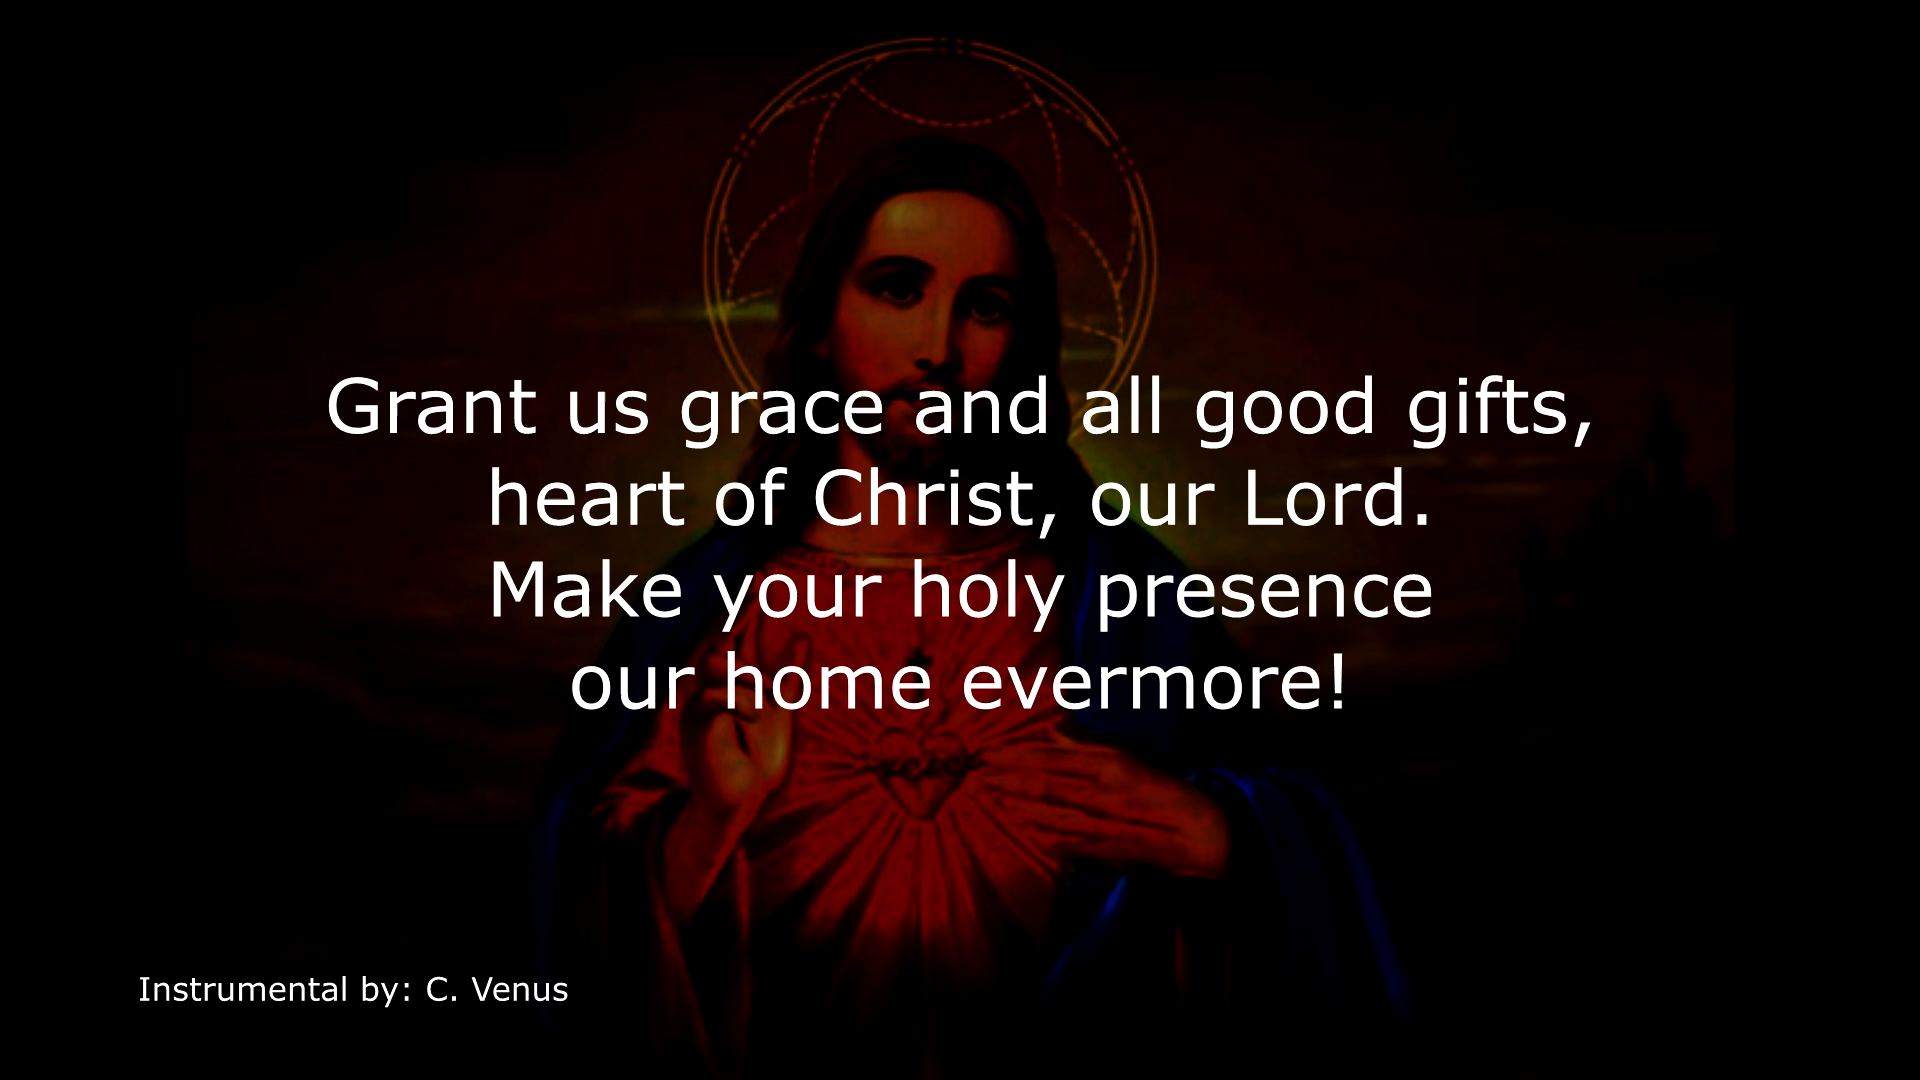 Grant us grace and all good gifts,
heart of Christ, our Lord.
Make your holy presence
our home evermore!
Instrumental by: C. Venus